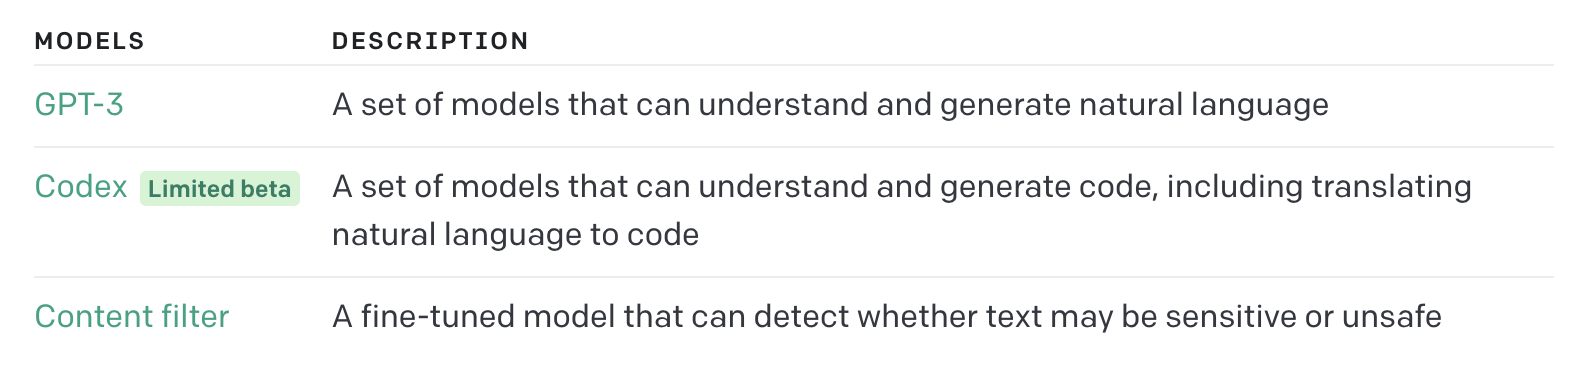 MODELS DESCRIPTION
GPT-3 A set of models that can understand and generate natural language
Codex Limited beta A set of models that can understand and generate code, including translating
natural language to code
Content filter A fine-tuned model that can detect whether text may be sensitive or unsafe